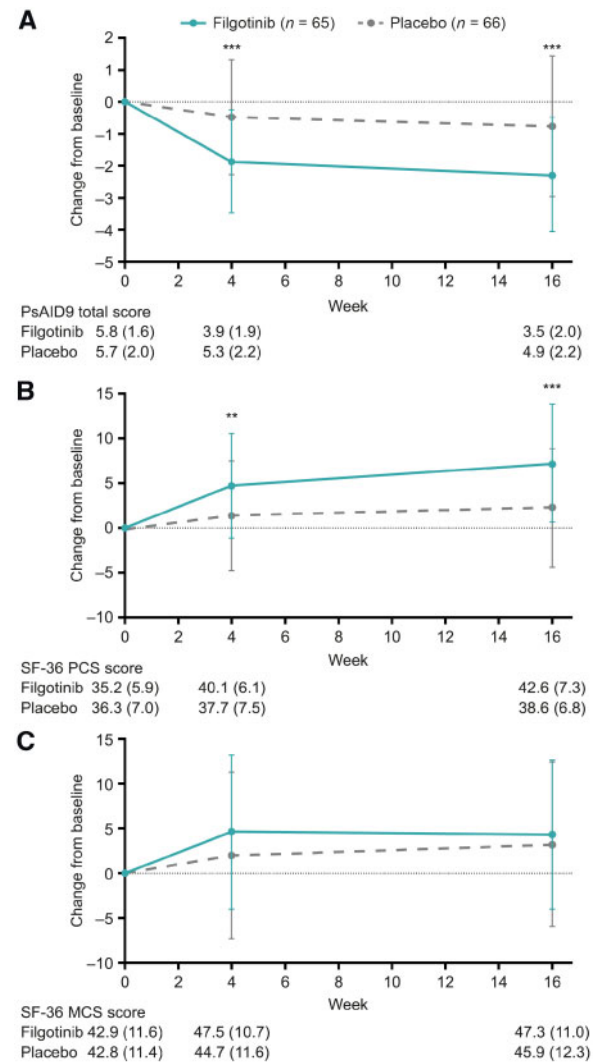 A
Filgotinib (n = 65) Placebo (n = 66)
*** ***
2
1
0
–1
–2
–3
–4
–5
Change from baseline
0 2 4 6 8 10 12 14 16
Week
PsAID9 total score
Filgotinib 5.8 (1.6) 3.9 (1.9) 3.5 (2.0)
Placebo 5.7 (2.0) 5.3 (2.2) 4.9 (2.2)
B
** ***
15
10
5
0
–5
–10
Change from baseline
0 2 4 6 8 10 12 14 16
Week
SF-36 PCS score
Filgotinib 35.2 (5.9) 40.1 (6.1) 42.6 (7.3)
Placebo 36.3 (7.0) 37.7 (7.5) 38.6 (6.8)
C
15
10
5
0
–5
–10
Change from baseline
0 2 4 6 8 10 12 14 16
Week
SF-36 MCS score
Filgotinib 42.9 (11.6) 47.5 (10.7) 47.3 (11.0)
Placebo 42.8 (11.4) 44.7 (11.6) 45.9 (12.3)